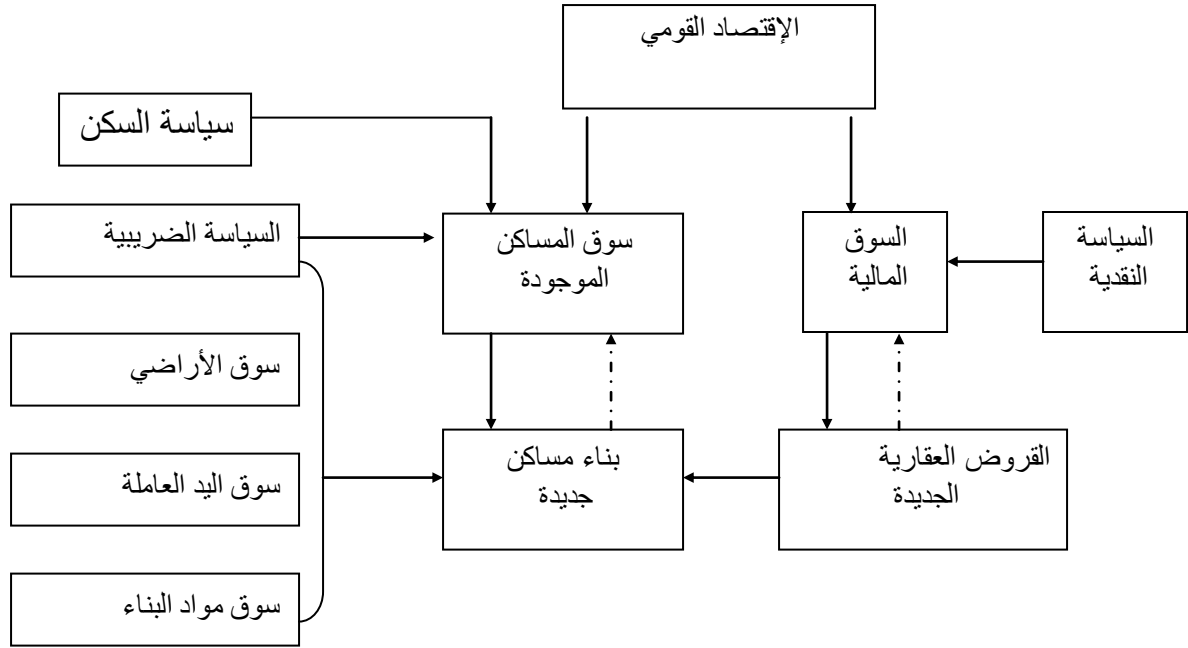 الإقتصاد القومي
سياسة السكن
السياسة
النقدية
السوق
المالية
سوق المساكن
الموجودة
السياسة الضريبية
سوق الأراضي
القروض العقارية
الجديدة
بناء مساكن
جديدة
سوق اليد العاملة
سوق مواد البناء